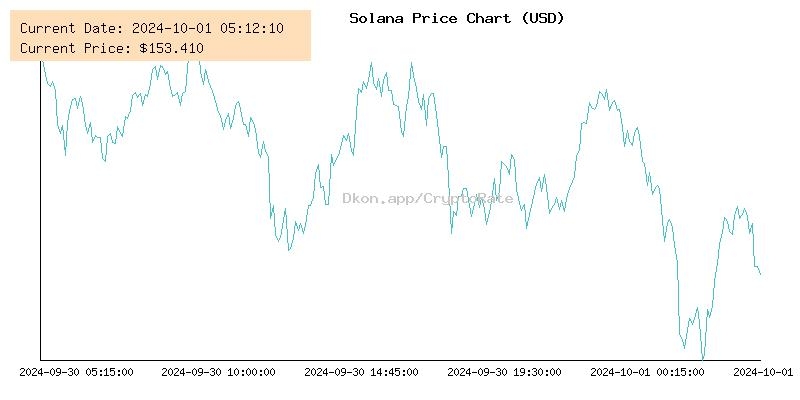 Solana Price Chart (USD)
Current Date: 2024-10-01 05:12:10
Current Price: $153.410
Dkon.app/CryptoRate
2024-09-30 05:15:00 2024-09-30 10:00:00 2024-09-30 14:45:00 2024-09-30 19:30:00 2024-10-01 00:15:00 2024-10-01